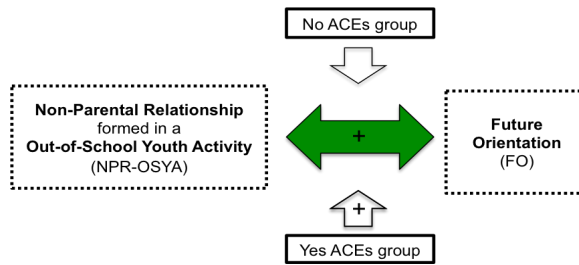 No ACEs group
Non-Parental Relationship
formed in a
Out-of-School Youth Activity
(NPR-OSYA)
+
Future
Orientation
(FO)
+
Yes ACEs group